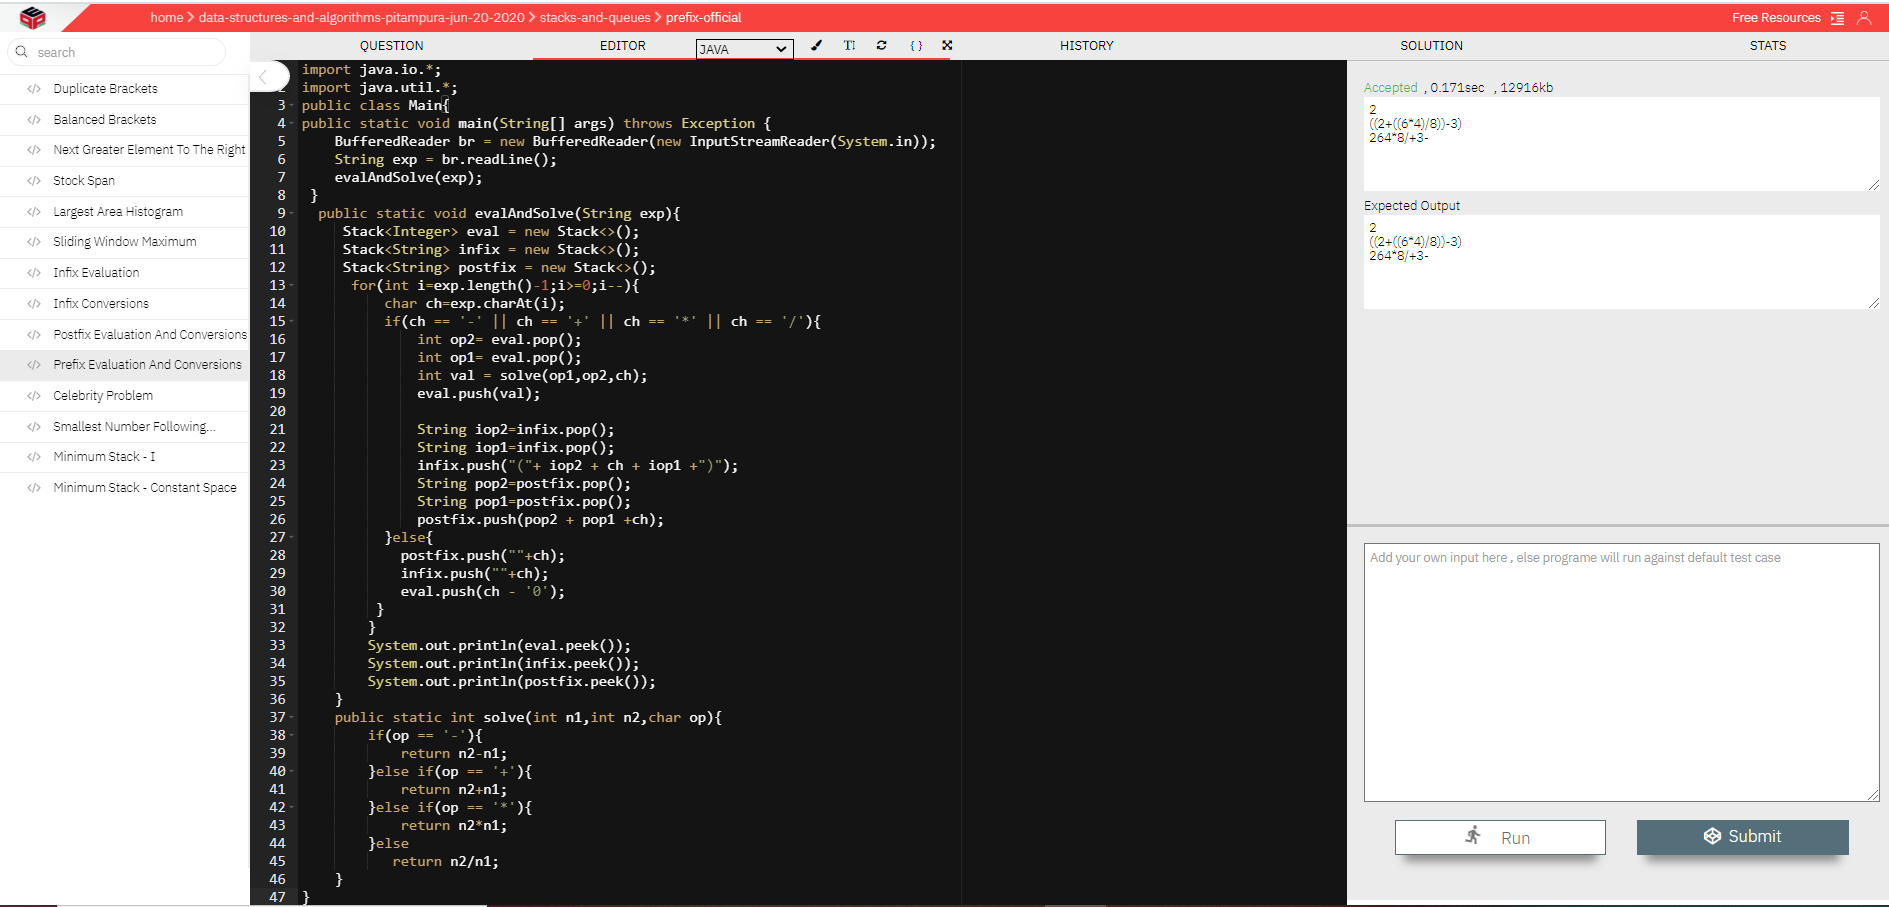 home > data-structures-and-algorithms-pitampura-jun-20-2020 > stacks-and-queues > prefix-official
Free Resources
search
Duplicate Brackets
Balanced Brackets
Next Greater Element To The Right
Stock Span
Largest Area Histogram
Sliding Window Maximum
Infix Evaluation
Infix Conversions
Postfix Evaluation And Conversions
Prefix Evaluation And Conversions
Celebrity Problem
Smallest Number Following...
Minimum Stack - I
Minimum Stack - Constant Space
QUESTION
EDITOR
JAVA
TI
{ }
HISTORY
SOLUTION
STATS
import java.io.*;
2 import java.util.*;
3 public class Main{
4 public static void main(String[] args) throws Exception {
5 BufferedReader br = new BufferedReader(new InputStreamReader(System.in));
6 String exp = br.readLine();
7 evalAndSolve(exp);
8 }
9 public static void evalAndSolve(String exp){
10 Stack<Integer> eval = new Stack<>();
11 Stack<String> infix = new Stack<>();
12 Stack<String> postfix = new Stack<>();
13 for(int i=exp.length()-1;i>=0;i--){
14 char ch=exp.charAt(i);
15 if(ch == '-' || ch == '+' || ch == '*' || ch == '/'){
16 int op2= eval.pop();
17 int op1= eval.pop();
18 int val = solve(op1,op2,ch);
19 eval.push(val);
20
21 String iop2=infix.pop();
22 String iop1=infix.pop();
23 infix.push("("+ iop2 + ch + iop1 +")");
24 String pop2=postfix.pop();
25 String pop1=postfix.pop();
26 postfix.push(pop2 + pop1 +ch);
27 }else{
28 postfix.push(""+ch);
29 infix.push(""+ch);
30 eval.push(ch - '0');
31 }
32 }
33 System.out.println(eval.peek());
34 System.out.println(infix.peek());
35 System.out.println(postfix.peek());
36 }
37 public static int solve(int n1,int n2,char op){
38 if(op == '-'){
39 return n2-n1;
40 }else if(op == '+'){
41 return n2+n1;
42 }else if(op == '*'){
43 return n2*n1;
44 }else
45 return n2/n1;
46 }
47 }
Accepted , 0.171sec , 12916kb
2
((2+((6*4)/8))-3)
264*8/+3-
Expected Output
2
((2+((6*4)/8))-3)
264*8/+3-
Add your own input here , else programe will run against default test case
Run
Submit